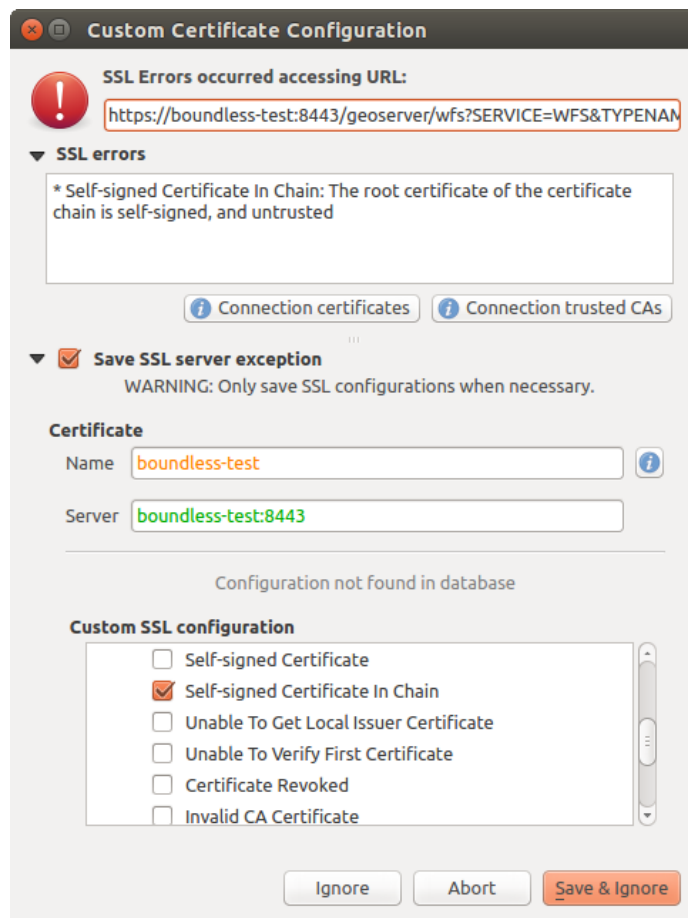 Custom Certificate Configuration
SSL Errors occurred accessing URL:
https://boundless-test:8443/geoserver/wfs?SERVICE=WFS&TYPENAM
SSL errors
* Self-signed Certificate In Chain: The root certificate of the certificate
chain is self-signed, and untrusted
Connection certificates
Connection trusted CAs
Save SSL server exception
WARNING: Only save SSL configurations when necessary.
Certificate
Name boundless-test
Server boundless-test:8443
Configuration not found in database
Custom SSL configuration
Self-signed Certificate
Self-signed Certificate In Chain
Unable To Get Local Issuer Certificate
Unable To Verify First Certificate
Certificate Revoked
Invalid CA Certificate
Ignore
Abort
Save & Ignore